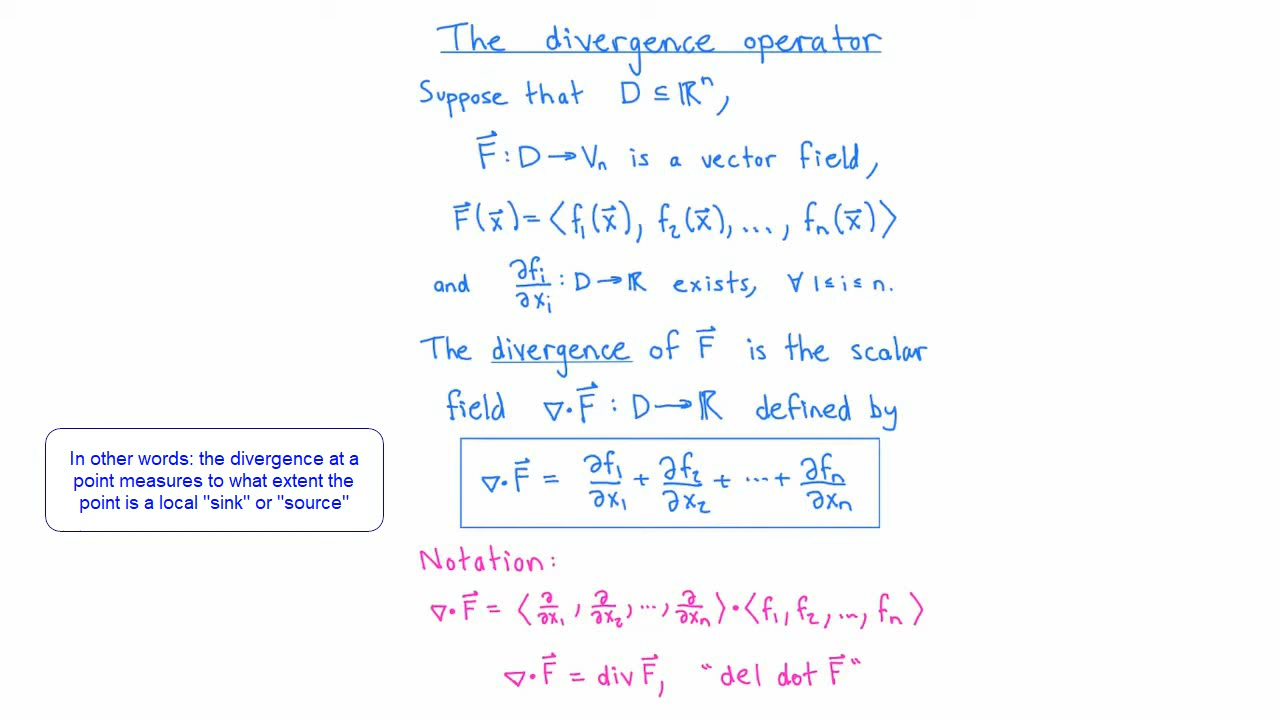 The divergence operator
Suppose that D ⊆ ℝⁿ,
F⃗ : D → Vₙ is a vector field,
F⃗(x⃗) = ⟨f₁(x⃗), f₂(x⃗), ..., fₙ(x⃗)⟩
and ∂fᵢ/∂xᵢ : D → ℝ exists, ∀ 1 ≤ i ≤ n.
The divergence of F⃗ is the scalar
field ∇·F⃗ : D → ℝ defined by
∇·F⃗ = ∂f₁/∂x₁ + ∂f₂/∂x₂ + ... + ∂fₙ/∂xₙ
In other words: the divergence at a
point measures to what extent the
point is a local "sink" or "source"
Notation:
∇·F⃗ = ⟨∂/∂x₁, ∂/∂x₂, ..., ∂/∂xₙ⟩·⟨f₁, f₂, ..., fₙ⟩
∇·F⃗ = div F⃗, "del dot F⃗"